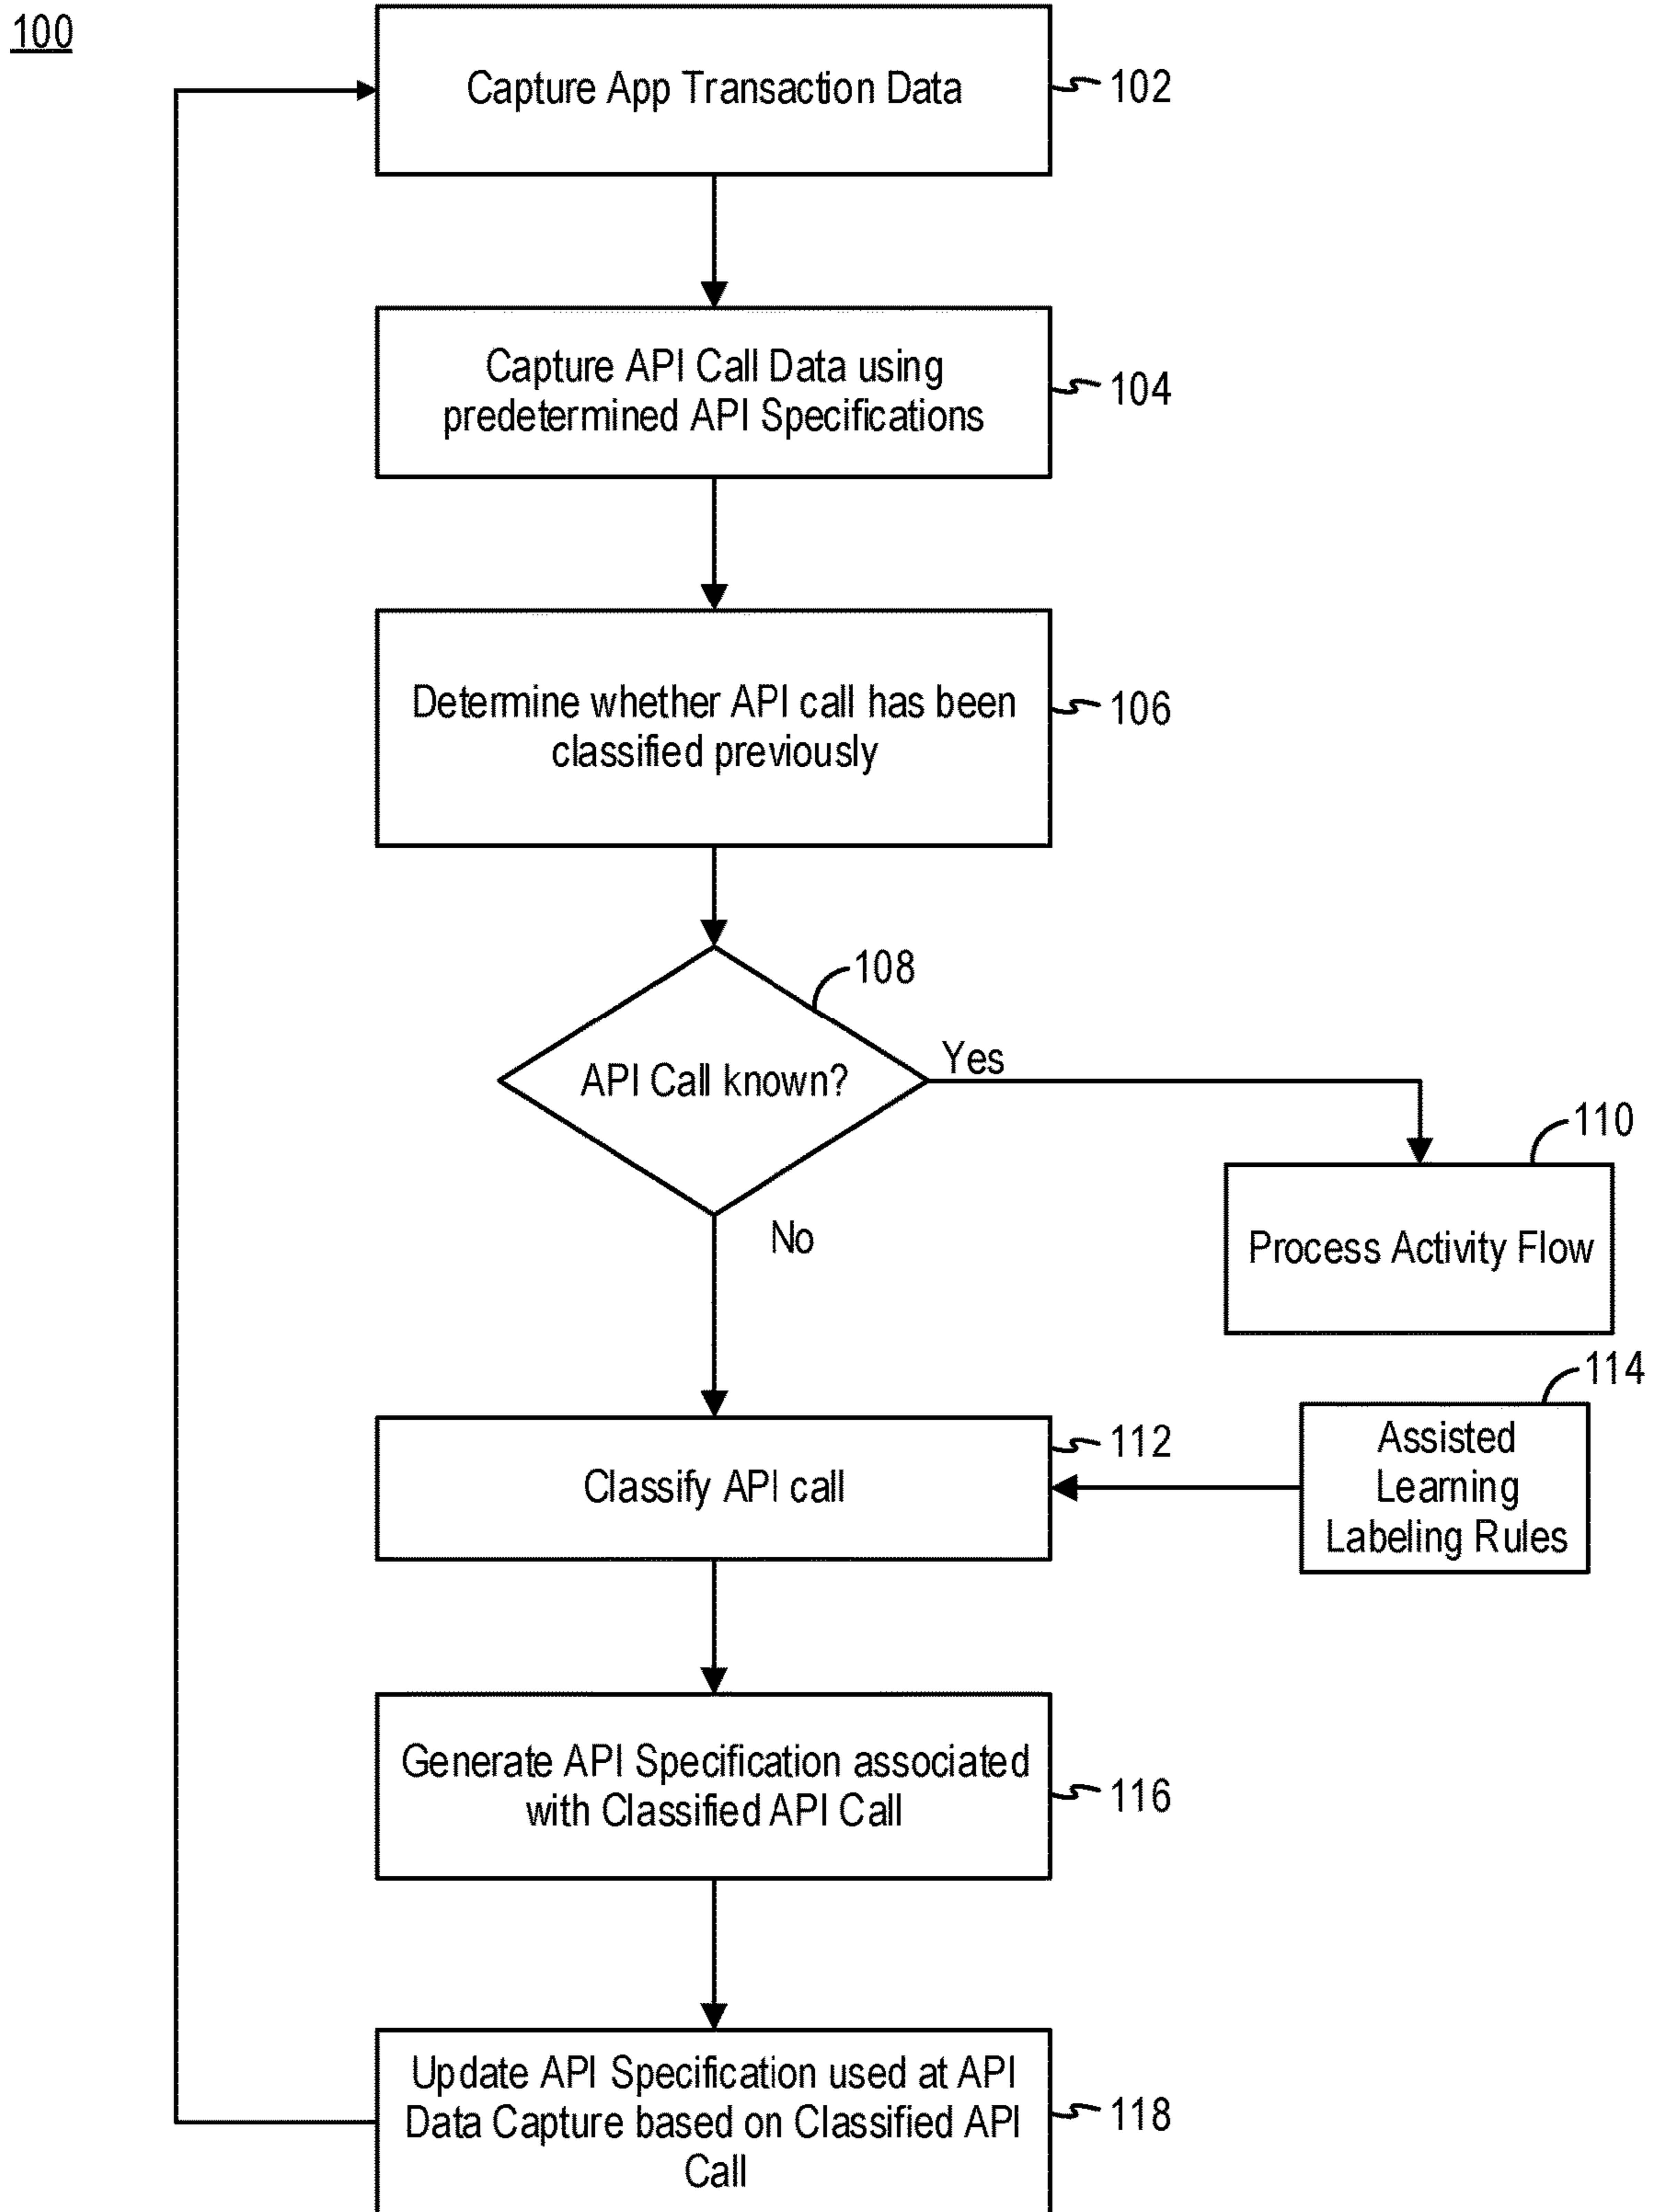 100
Capture App Transaction Data
102
Capture API Call Data using
predetermined API Specifications
104
Determine whether API call has been
classified previously
106
108
API Call known?
Yes
No
110
Process Activity Flow
112
Classify API call
114
Assisted
Learning
Labeling Rules
Generate API Specification associated
with Classified API Call
116
Update API Specification used at API
Data Capture based on Classified API
Call
118